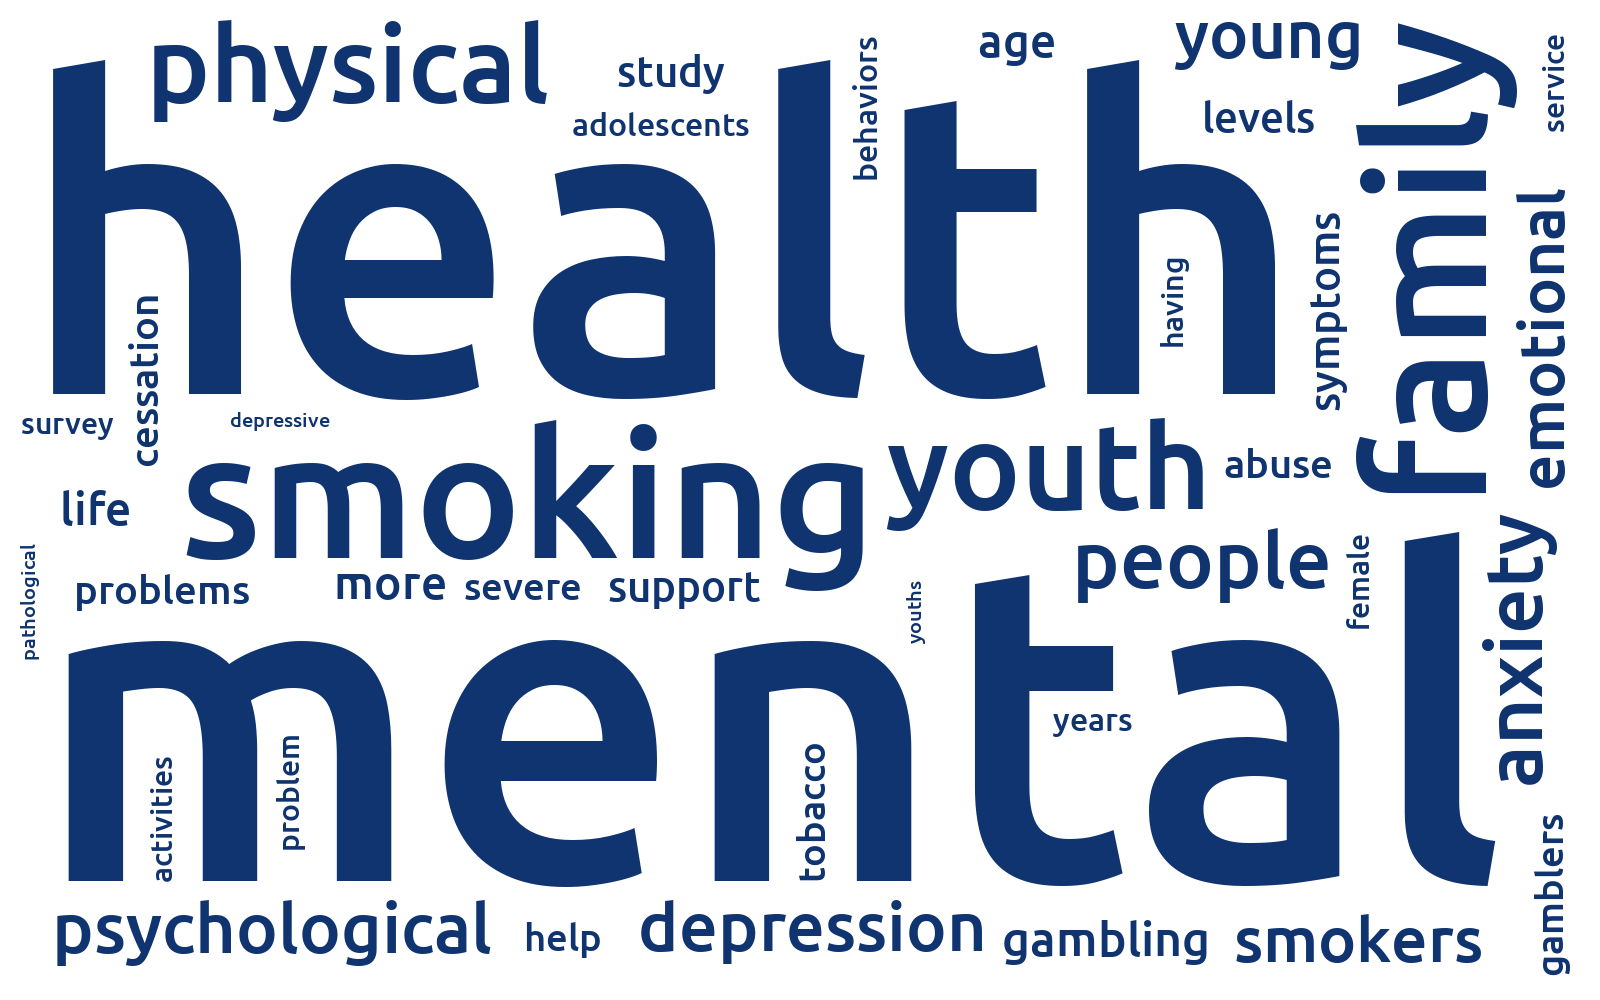 physical
study
adolescents
behaviors
age
young
levels
service
health
family
emotional
symptoms
having
cessation
survey
depressive
smoking
youth
abuse
life
pathological
problems
more
severe
support
youths
people
female
anxiety
mental
years
activities
problem
tobacco
gamblers
psychological
help
depression
gambling
smokers